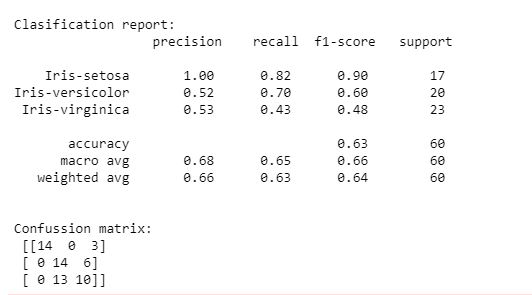 Clasification report:
precision recall f1-score support
Iris-setosa 1.00 0.82 0.90 17
Iris-versicolor 0.52 0.70 0.60 20
Iris-virginica 0.53 0.43 0.48 23
accuracy 0.63 60
macro avg 0.68 0.65 0.66 60
weighted avg 0.66 0.63 0.64 60
Confussion matrix:
[[14 0 3]
[ 0 14 6]
[ 0 13 10]]